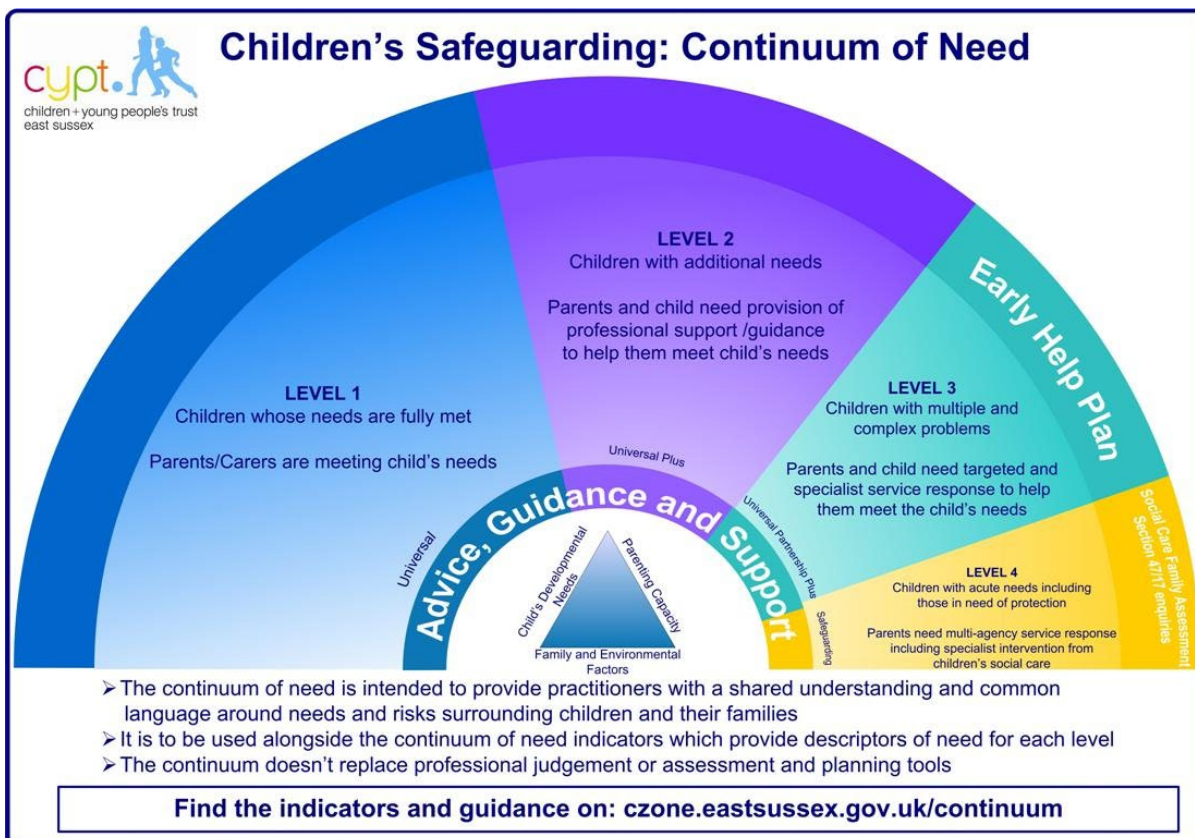 Children's Safeguarding: Continuum of Need
cypt.
children+young people's trust
east sussex
LEVEL 1
Children whose needs are fully met
Parents/Carers are meeting child's needs
LEVEL 2
Children with additional needs
Parents and child need provision of
professional support /guidance
to help them meet child's needs
LEVEL 3
Children with multiple and
complex problems
Parents and child need targeted and
specialist service response to help
them meet the child's needs
Early Help Plan
LEVEL 4
Children with acute needs including
those in need of protection
Parents need multi-agency service response
including specialist intervention from
children's social care
Social Care Family Assessment
Section 47/17 enquiries
Universal
Universal Plus
Universal Partnership Plus
Safeguarding
Advice, Guidance and Support
Child's Developmental
Needs
Parenting Capacity
Family and Environmental
Factors
➢ The continuum of need is intended to provide practitioners with a shared understanding and common
language around needs and risks surrounding children and their families
➢ It is to be used alongside the continuum of need indicators which provide descriptors of need for each level
➢ The continuum doesn't replace professional judgement or assessment and planning tools
Find the indicators and guidance on: czone.eastsussex.gov.uk/continuum